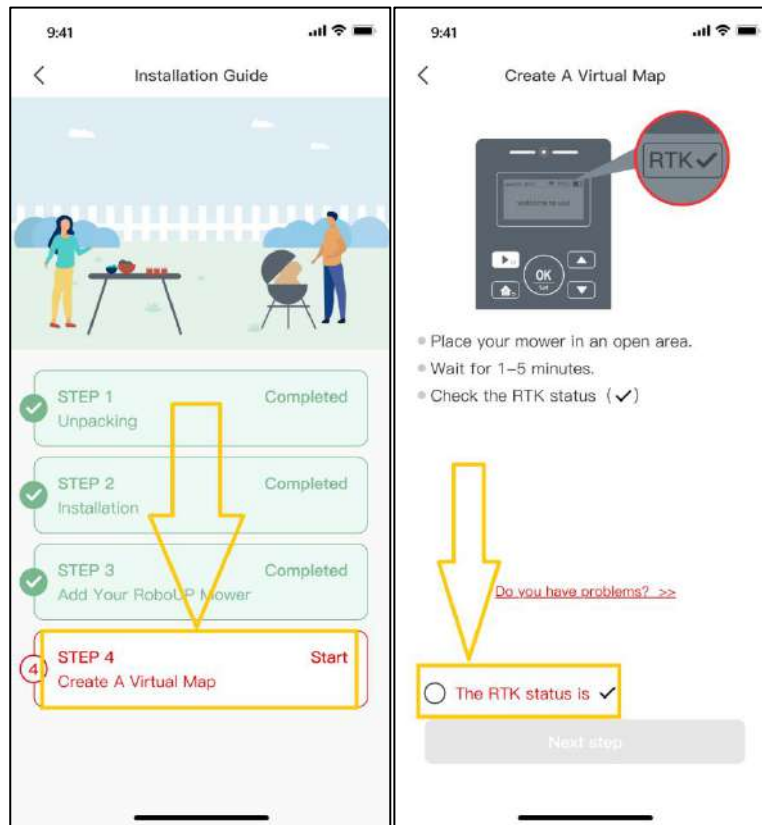 9:41
Installation Guide
STEP 1 Completed
Unpacking
STEP 2 Completed
Installation
STEP 3 Completed
Add Your RoboUP Mower
4 STEP 4 Start
Create A Virtual Map
9:41
Create A Virtual Map
RTK ✓
OK
Place your mower in an open area.
Wait for 1–5 minutes.
Check the RTK status (✓)
Do you have problems? >>
The RTK status is ✓
Next step